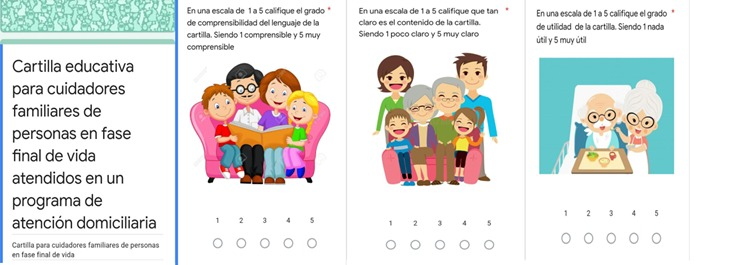 Cartilla educativa
para cuidadores
familiares de
personas en fase
final de vida
atendidos en un
programa de
atención domiciliaria
Cartilla para cuidadores familiares de personas
en fase final de vida
En una escala de 1 a 5 califique el grado *
de comprensibilidad del lenguaje de la
cartilla. Siendo 1 comprensible y 5 muy
comprensible
1 2 3 4 5
En una escala de 1 a 5 califique que tan *
claro es el contenido de la cartilla.
Siendo 1 poco claro y 5 muy claro
1 2 3 4 5
En una escala de 1 a 5 califique el grado *
de utilidad de la cartilla. Siendo 1 nada
útil y 5 muy útil
1 2 3 4 5